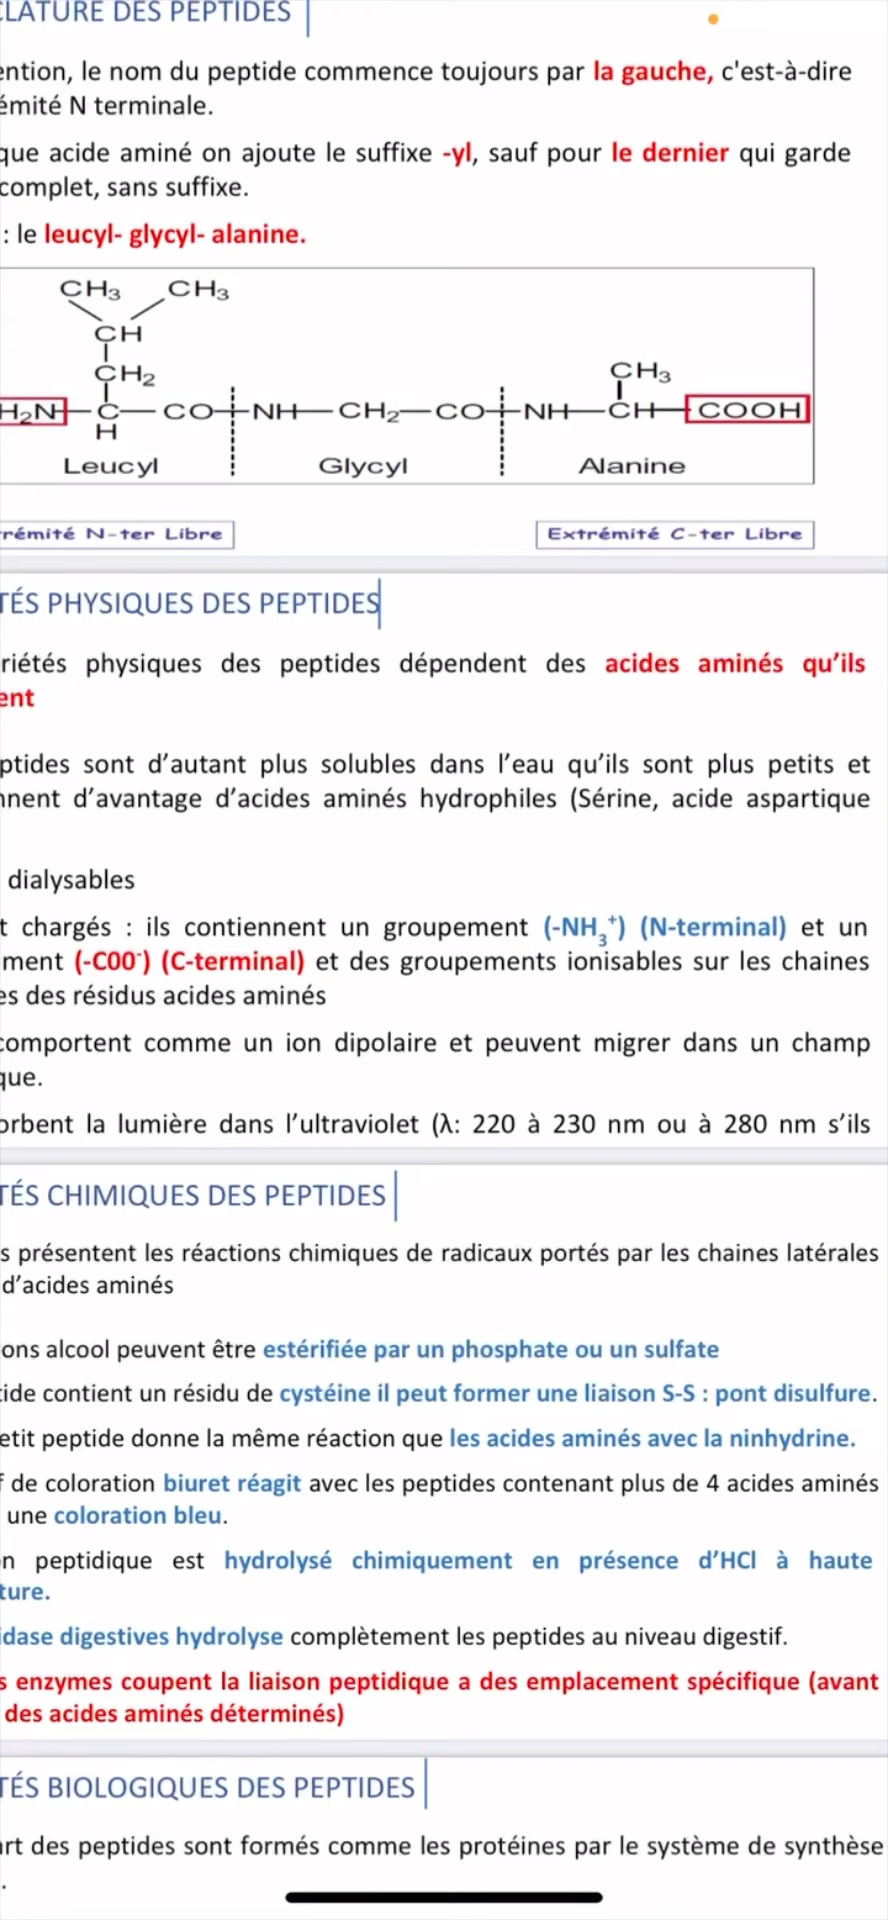 LATURE DES PEPTIDES
ention, le nom du peptide commence toujours par la gauche, c'est-à-dire
émité N terminale.
que acide aminé on ajoute le suffixe -yl, sauf pour le dernier qui garde
complet, sans suffixe.
: le leucyl- glycyl- alanine.
CH3 CH3
CH
CH2 CH3
H2N C CO NH CH2 CO NH CH COOH
H
Leucyl Glycyl Alanine
rémité N-ter Libre Extrémité C-ter Libre
TÉS PHYSIQUES DES PEPTIDES
riétés physiques des peptides dépendent des acides aminés qu'ils
ent
ptides sont d'autant plus solubles dans l'eau qu'ils sont plus petits et
nnent d'avantage d'acides aminés hydrophiles (Sérine, acide aspartique
dialysables
t chargés : ils contiennent un groupement (-NH3+) (N-terminal) et un
ment (-C00-) (C-terminal) et des groupements ionisables sur les chaines
es des résidus acides aminés
comportent comme un ion dipolaire et peuvent migrer dans un champ
que.
orbent la lumière dans l'ultraviolet (λ: 220 à 230 nm ou à 280 nm s'ils
TÉS CHIMIQUES DES PEPTIDES
s présentent les réactions chimiques de radicaux portés par les chaines latérales
d'acides aminés
ons alcool peuvent être estérifiée par un phosphate ou un sulfate
tide contient un résidu de cystéine il peut former une liaison S-S : pont disulfure.
etit peptide donne la même réaction que les acides aminés avec la ninhydrine.
f de coloration biuret réagit avec les peptides contenant plus de 4 acides aminés
une coloration bleu.
n peptidique est hydrolysé chimiquement en présence d'HCl à haute
ture.
idase digestives hydrolyse complètement les peptides au niveau digestif.
s enzymes coupent la liaison peptidique a des emplacement spécifique (avant
des acides aminés déterminés)
TÉS BIOLOGIQUES DES PEPTIDES
art des peptides sont formés comme les protéines par le système de synthèse
.